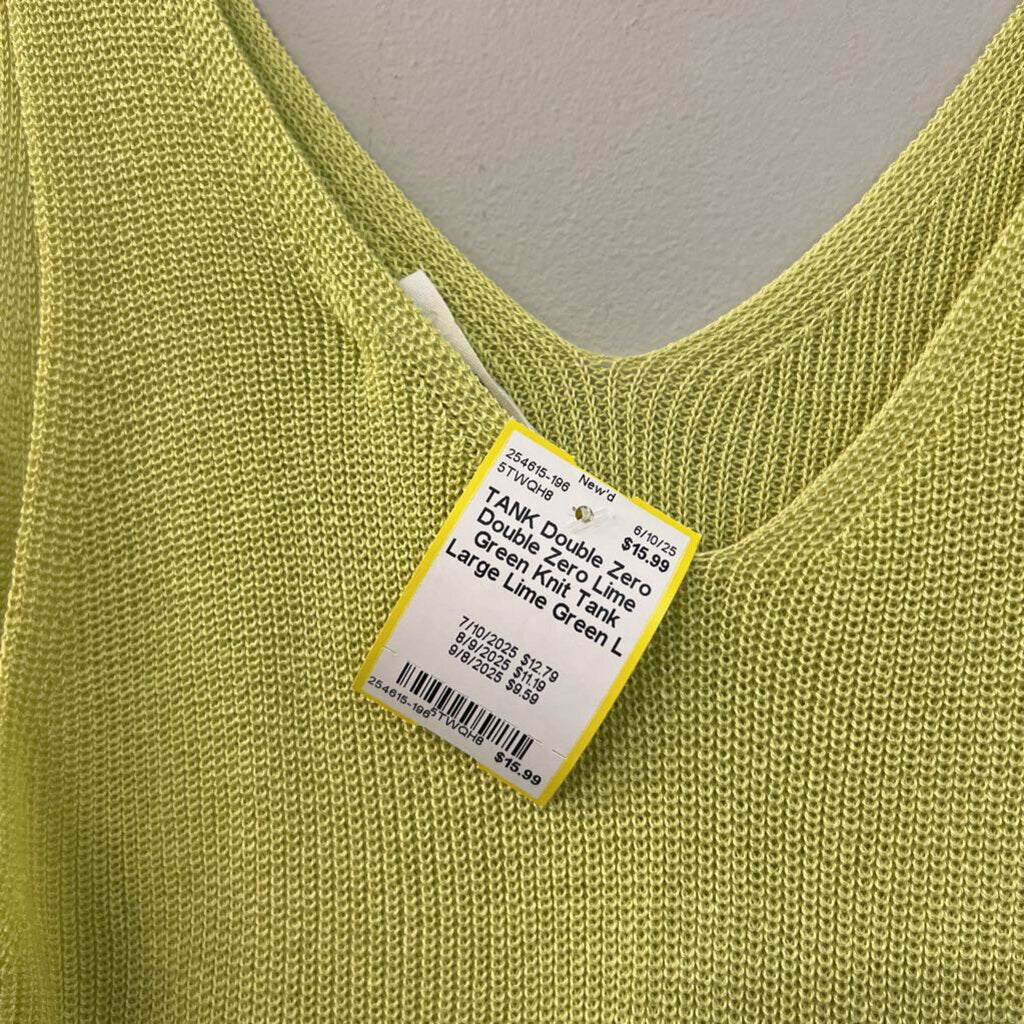 254615-196
5TWQH8
New'd
6/10/25
$15.99
TANK Double Zero
Double Zero Lime
Green Knit Tank
Large Lime Green L
7/10/2025 $12.79
8/9/2025 $11.19
9/8/2025 $9.59
254615-196 5TWQH8
$15.99